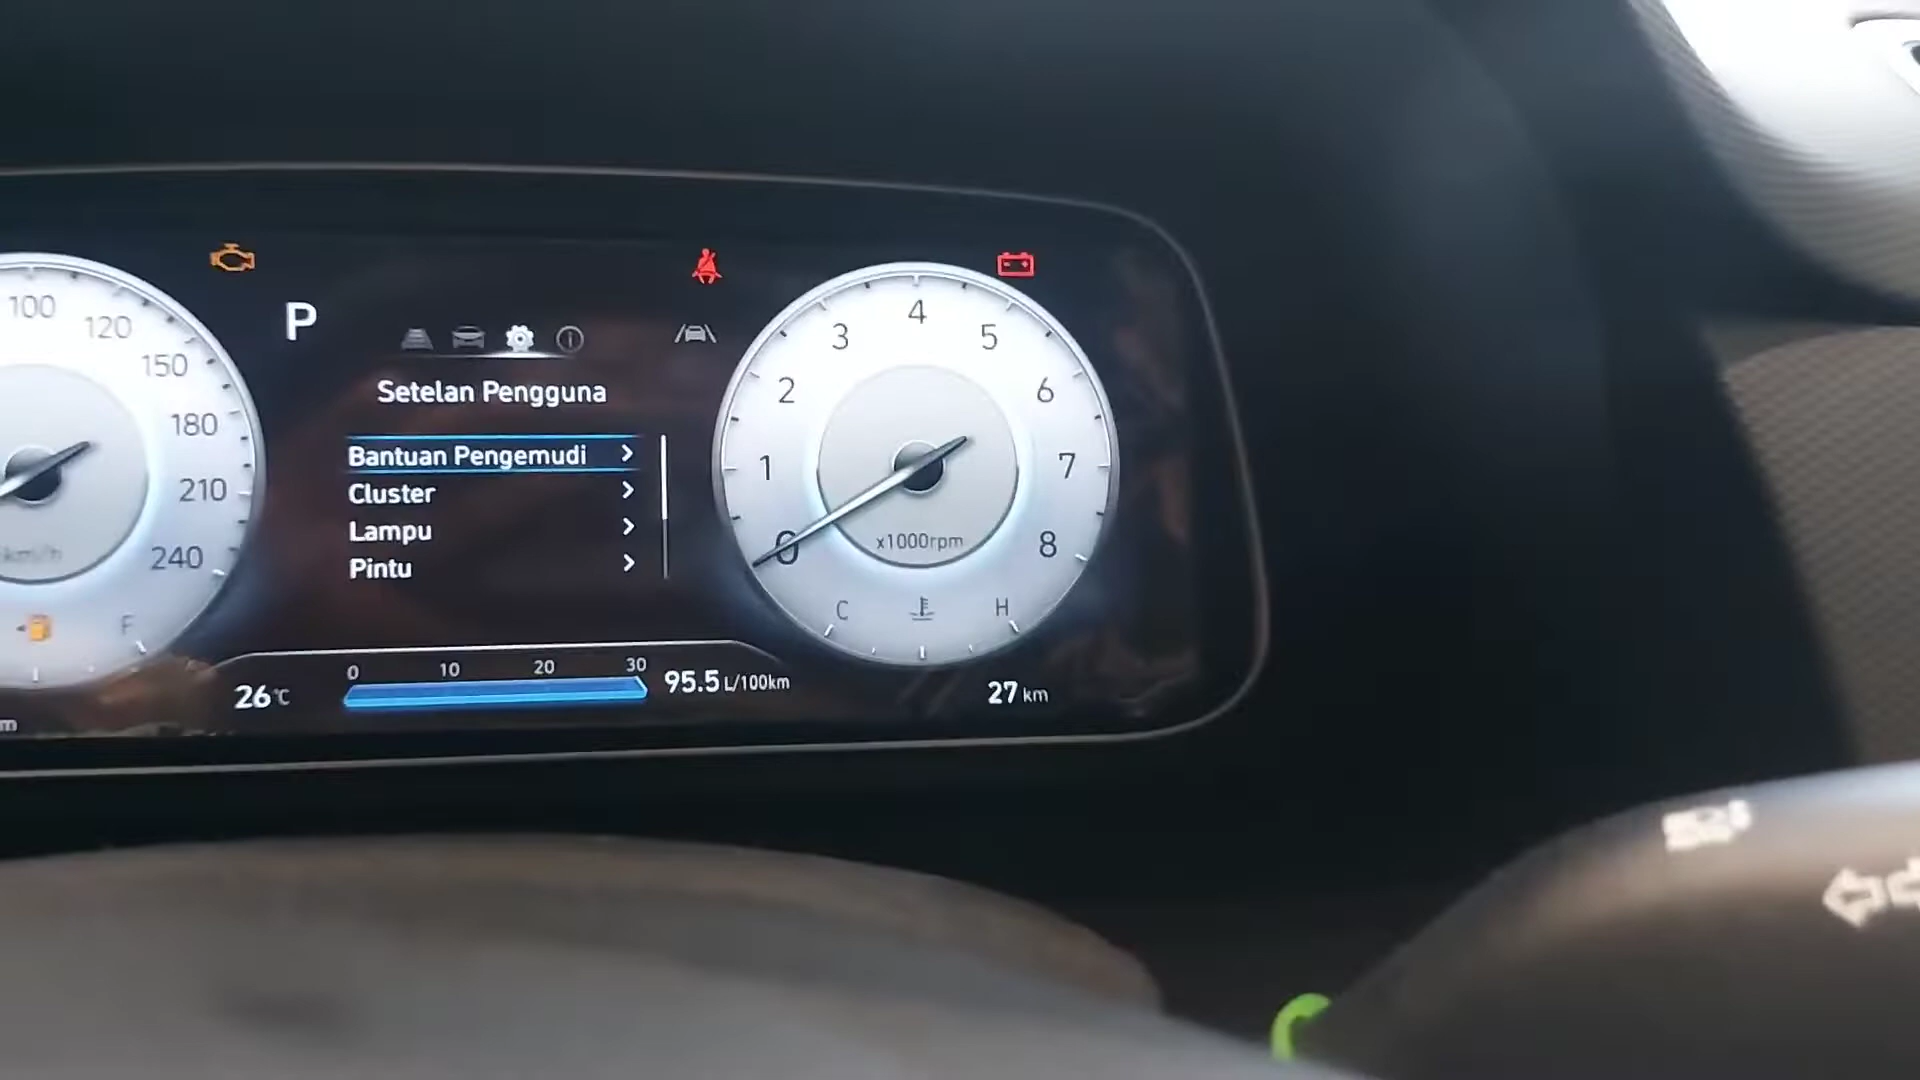 100
120
150
180
210
240
km/h
F
P
Setelan Pengguna
Bantuan Pengemudi
Cluster
Lampu
Pintu
0 10 20 30
26°C
95.5 L/100km
0
1
2
3
4
5
6
7
8
x1000rpm
C H
27 km